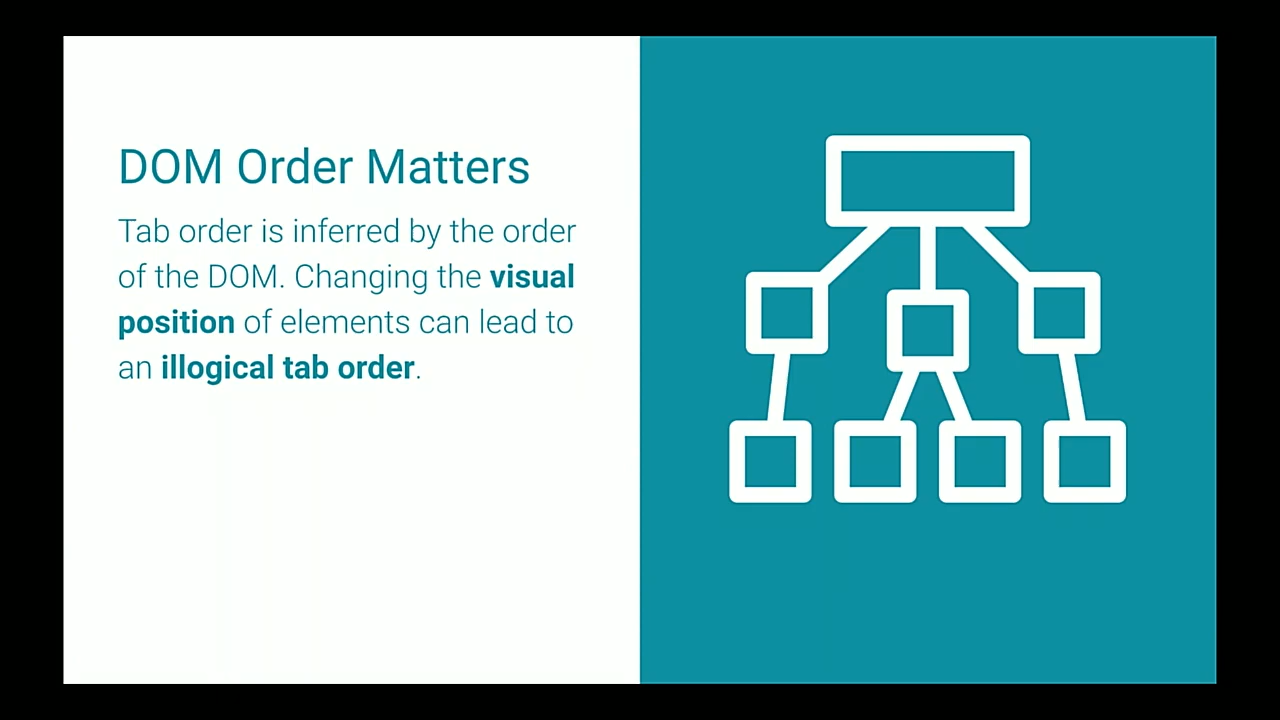 DOM Order Matters
Tab order is inferred by the order
of the DOM. Changing the visual
position of elements can lead to
an illogical tab order.